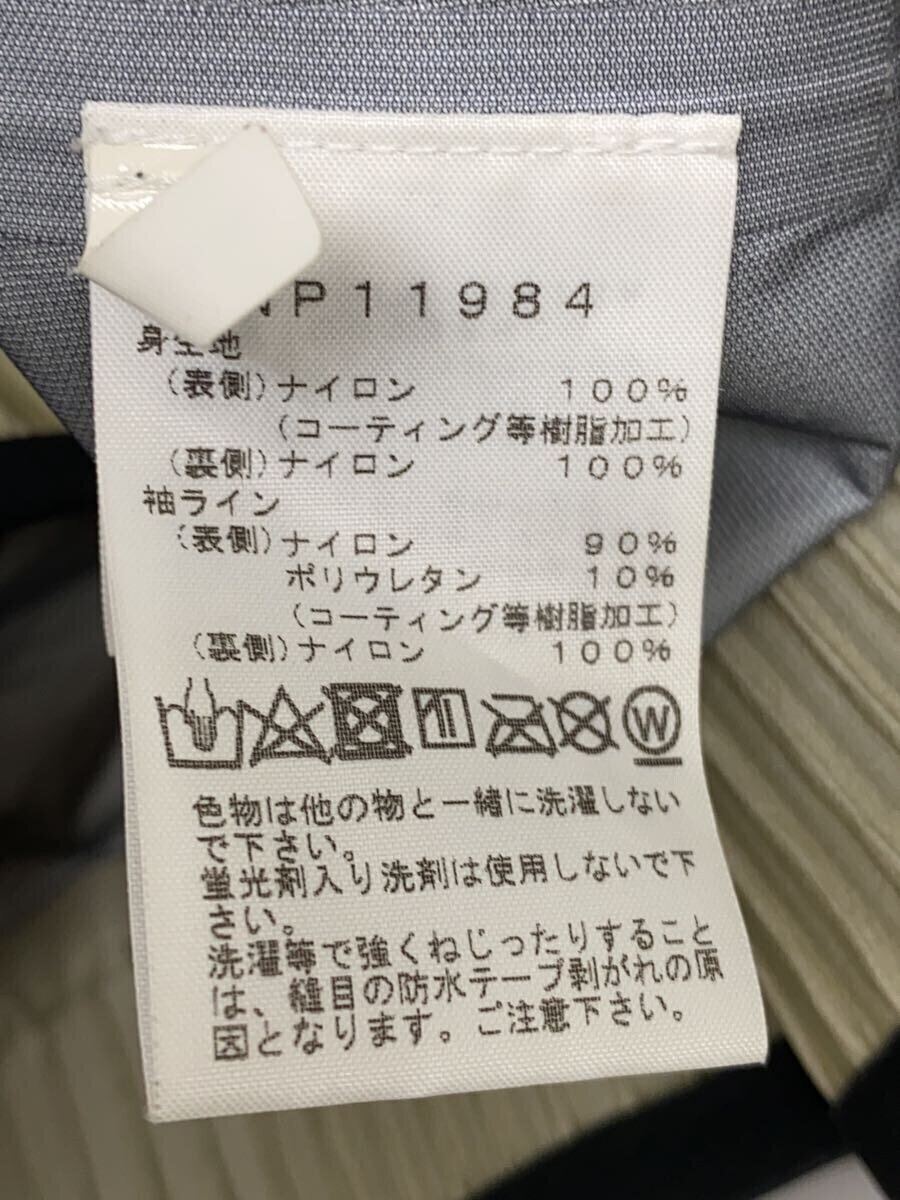 NP11984
身生地
(表側)ナイロン 100%
(コーティング等樹脂加工)
(裏側)ナイロン 100%
袖ライン
(表側)ナイロン 90%
ポリウレタン 10%
(コーティング等樹脂加工)
(裏側)ナイロン 100%
W
色物は他の物と一緒に洗濯しない
で下さい。
蛍光剤入り洗剤は使用しないで下
さい。
洗濯等で強くねじったりすること
は、縫目の防水テープ剥がれの原
因となります。ご注意下さい。